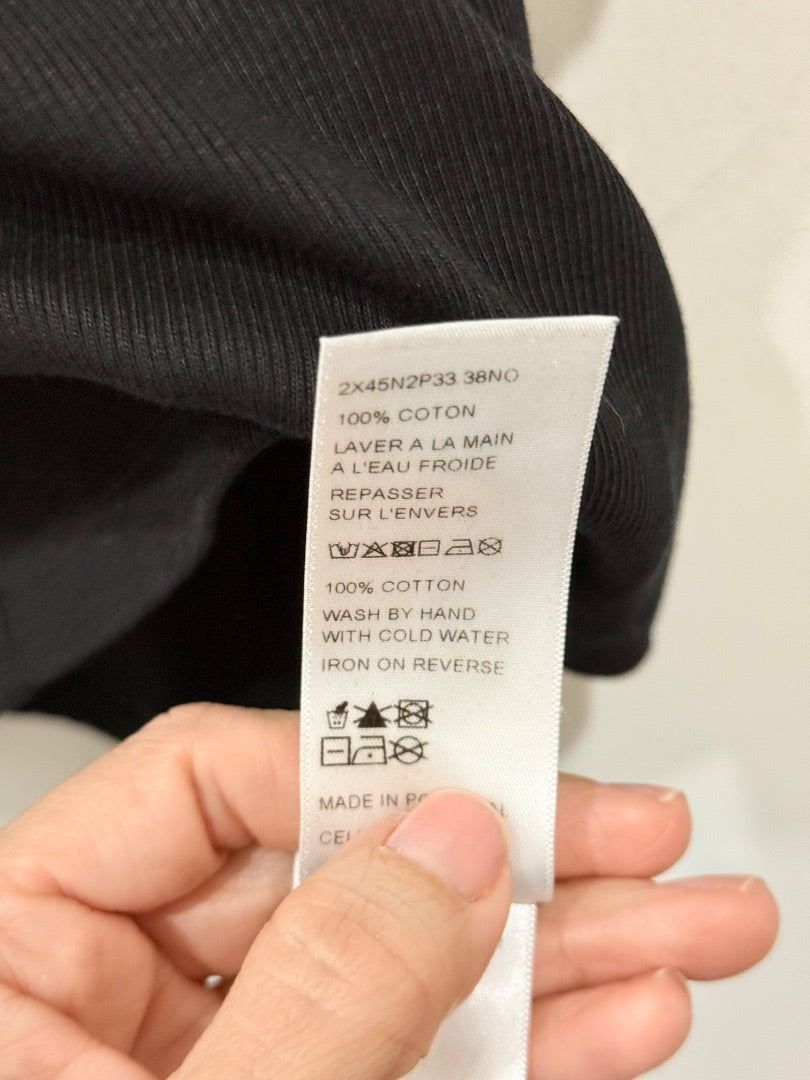 2X45N2P33 38NO
100% COTON
LAVER A LA MAIN
A L'EAU FROIDE
REPASSER
SUR L'ENVERS
100% COTTON
WASH BY HAND
WITH COLD WATER
IRON ON REVERSE
MADE IN